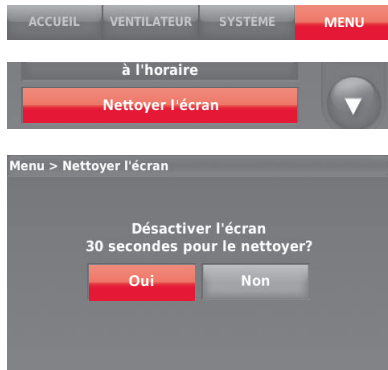 ACCUEIL VENTILATEUR SYSTEME MENU
à l'horaire
Nettoyer l'écran
Menu > Nettoyer l'écran
Désactiver l'écran
30 secondes pour le nettoyer?
Oui Non